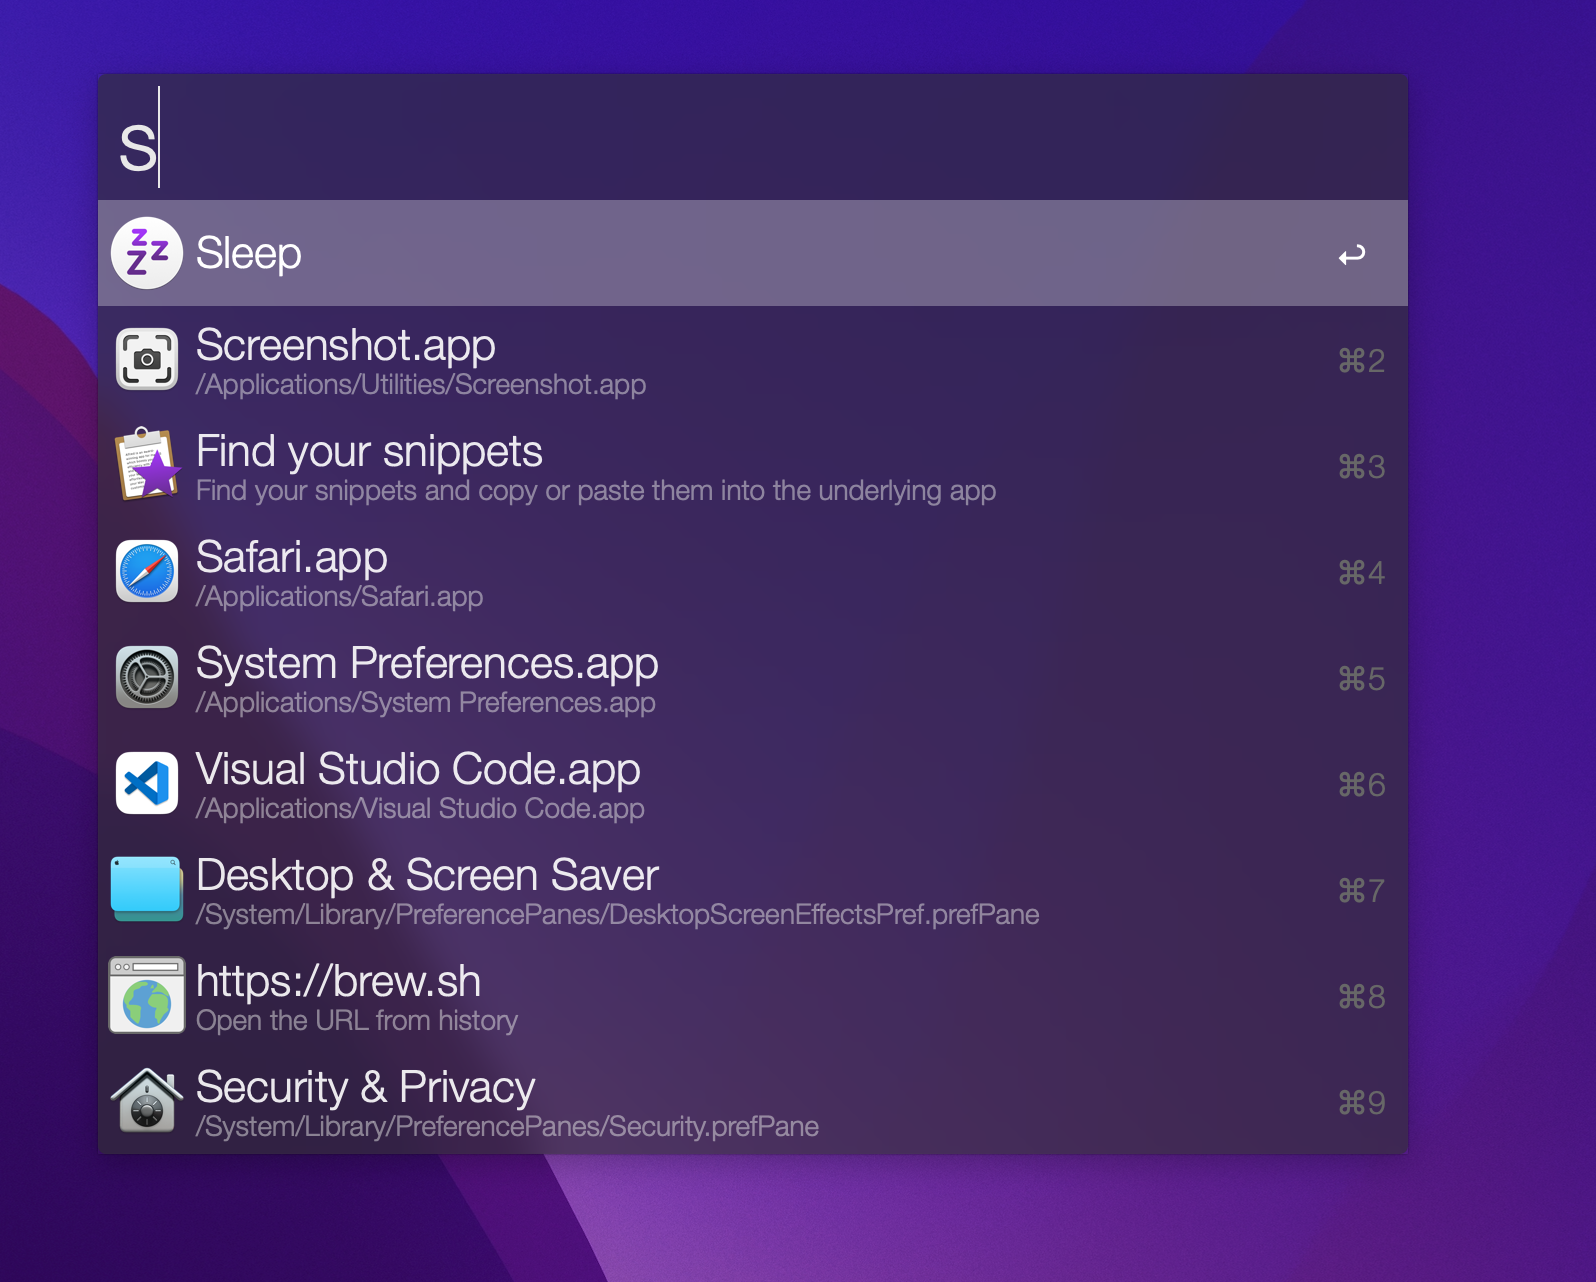 S
Sleep
Screenshot.app
⌘2
/Applications/Utilities/Screenshot.app
Find your snippets
⌘3
Find your snippets and copy or paste them into the underlying app
Safari.app
⌘4
/Applications/Safari.app
System Preferences.app
⌘5
/Applications/System Preferences.app
Visual Studio Code.app
⌘6
/Applications/Visual Studio Code.app
Desktop & Screen Saver
⌘7
/System/Library/PreferencePanes/DesktopScreenEffectsPref.prefPane
https://brew.sh
⌘8
Open the URL from history
Security & Privacy
⌘9
/System/Library/PreferencePanes/Security.prefPane